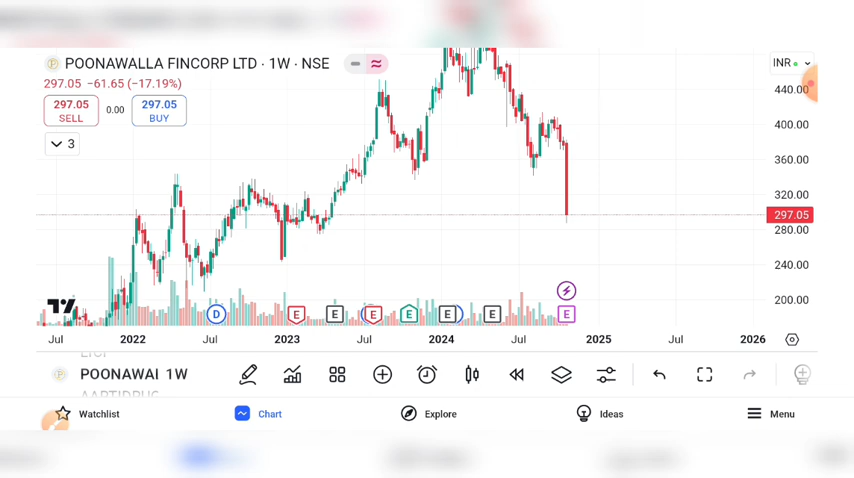 POONAWALLA FINCORP LTD · 1W · NSE
INR
297.05 −61.65 (−17.19%)
297.05
SELL
0.00
297.05
BUY
3
440.00
400.00
360.00
320.00
297.05
280.00
240.00
200.00
D E E E E E E E
Jul 2022 Jul 2023 Jul 2024 Jul 2025 Jul 2026
POONAWAI 1W
Watchlist Chart Explore Ideas Menu